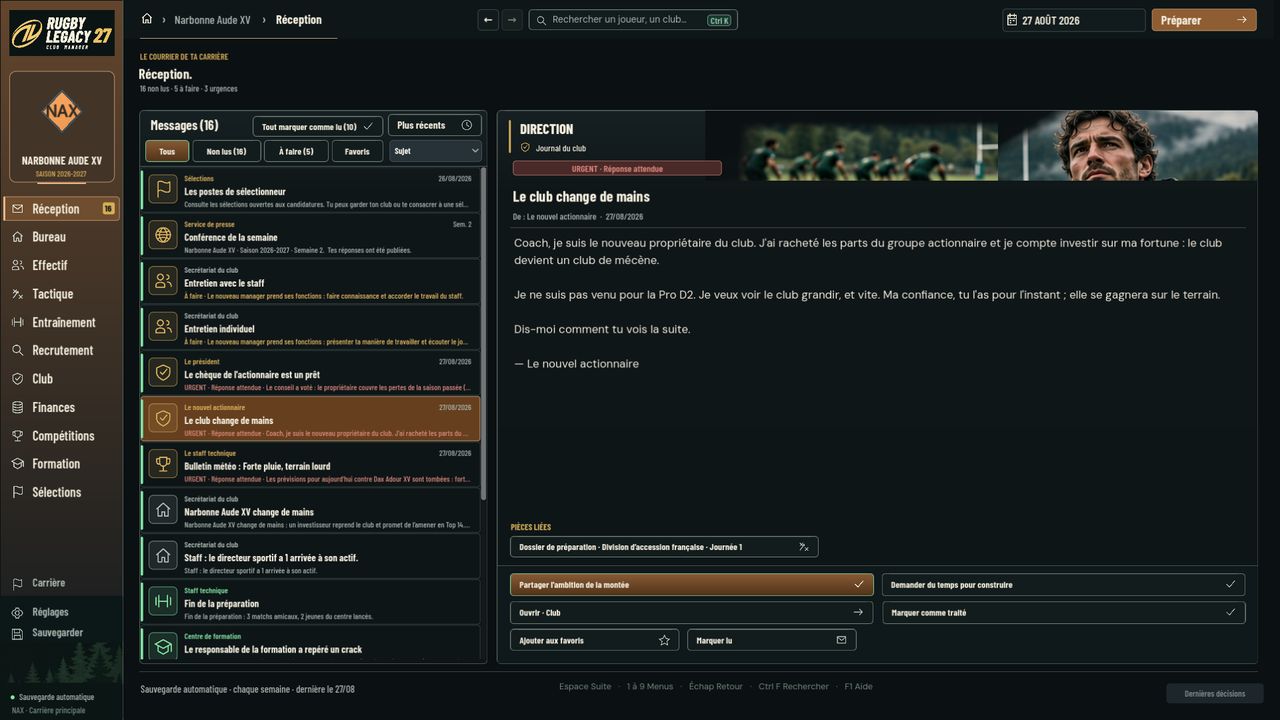 RUGBY
LEGACY 27
CLUB MANAGER
Narbonne Aude XV
Réception
Rechercher un joueur, un club...
Ctrl K
27 AOÛT 2026
Préparer
NAX
NARBONNE AUDE XV
SAISON 2026-2027
Réception
16
Bureau
Effectif
Tactique
Entraînement
Recrutement
Club
Finances
Compétitions
Formation
Sélections
Carrière
Réglages
Sauvegarder
Sauvegarde automatique
NAX · Carrière principale
LE COURRIER DE TA CARRIÈRE
Réception.
16 non lus · 5 à faire · 3 urgences
Messages (16)
Tout marquer comme lu (10)
Plus récents
Tous
Non lus (16)
À faire (5)
Favoris
Sujet
Sélections
26/08/2026
Les postes de sélectionneur
Consulte les sélections ouvertes aux candidatures. Tu peux garder ton club ou te consacrer à une sél...
Service de presse
Sem. 2
Conférence de la semaine
Narbonne Aude XV · Saison 2026-2027 · Semaine 2. Tes réponses ont été publiées.
Secrétariat du club
Entretien avec le staff
À faire · Le nouveau manager prend ses fonctions : faire connaissance et accorder le travail du staff.
Secrétariat du club
Entretien individuel
À faire · Le nouveau manager prend ses fonctions : présenter ta manière de travailler et écouter le jo...
Le président
27/08/2026
Le chèque de l'actionnaire est un prêt
URGENT · Réponse attendue · Le conseil a voté : le propriétaire couvre les pertes de la saison passée (...
Le nouvel actionnaire
27/08/2026
Le club change de mains
URGENT · Réponse attendue · Coach, je suis le nouveau propriétaire du club. J'ai racheté les parts du ...
Le staff technique
27/08/2026
Bulletin météo : Forte pluie, terrain lourd
URGENT · Réponse attendue · Les prévisions pour aujourd'hui contre Dax Adour XV sont tombées : fort...
Secrétariat du club
Narbonne Aude XV change de mains
Narbonne Aude XV change de mains : un investisseur reprend le club et promet de l'amener en Top 14....
Secrétariat du club
Staff : le directeur sportif a 1 arrivée à son actif.
Staff : le directeur sportif a 1 arrivée à son actif.
Staff technique
Fin de la préparation
Fin de la préparation : 3 matchs amicaux, 2 jeunes du centre lancés.
Centre de formation
Le responsable de la formation a repéré un crack
DIRECTION
Journal du club
URGENT · Réponse attendue
Le club change de mains
De : Le nouvel actionnaire · 27/08/2026
Coach, je suis le nouveau propriétaire du club. J'ai racheté les parts du groupe actionnaire et je compte investir sur ma fortune : le club
devient un club de mécène.
Je ne suis pas venu pour la Pro D2. Je veux voir le club grandir, et vite. Ma confiance, tu l'as pour l'instant ; elle se gagnera sur le terrain.
Dis-moi comment tu vois la suite.
— Le nouvel actionnaire
PIÈCES LIÉES
Dossier de préparation · Division d'accession française · Journée 1
Partager l'ambition de la montée
Demander du temps pour construire
Ouvrir · Club
Marquer comme traité
Ajouter aux favoris
Marquer lu
Sauvegarde automatique · chaque semaine · dernière le 27/08
Espace Suite · 1 à 9 Menus · Échap Retour · Ctrl F Rechercher · F1 Aide
Dernières décisions